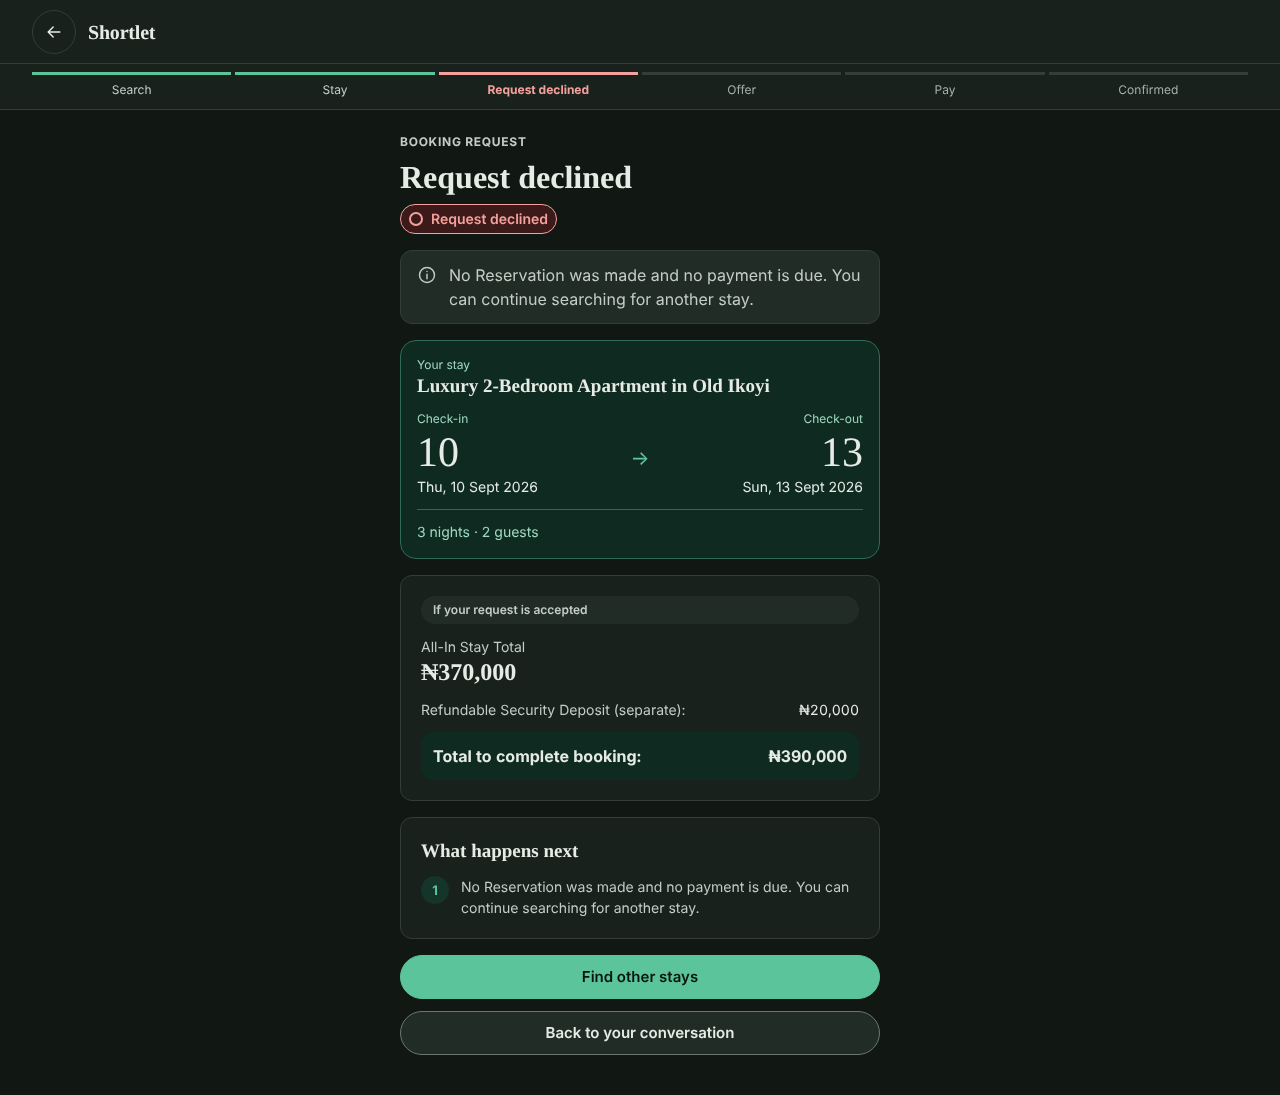 Shortlet
Search
Stay
Request declined
Offer
Pay
Confirmed
BOOKING REQUEST
Request declined
Request declined
No Reservation was made and no payment is due. You
can continue searching for another stay.
Your stay
Luxury 2-Bedroom Apartment in Old Ikoyi
Check-in
Check-out
10
→
13
Thu, 10 Sept 2026
Sun, 13 Sept 2026
3 nights · 2 guests
If your request is accepted
All-In Stay Total
₦370,000
Refundable Security Deposit (separate):
₦20,000
Total to complete booking:
₦390,000
What happens next
1
No Reservation was made and no payment is due. You can
continue searching for another stay.
Find other stays
Back to your conversation